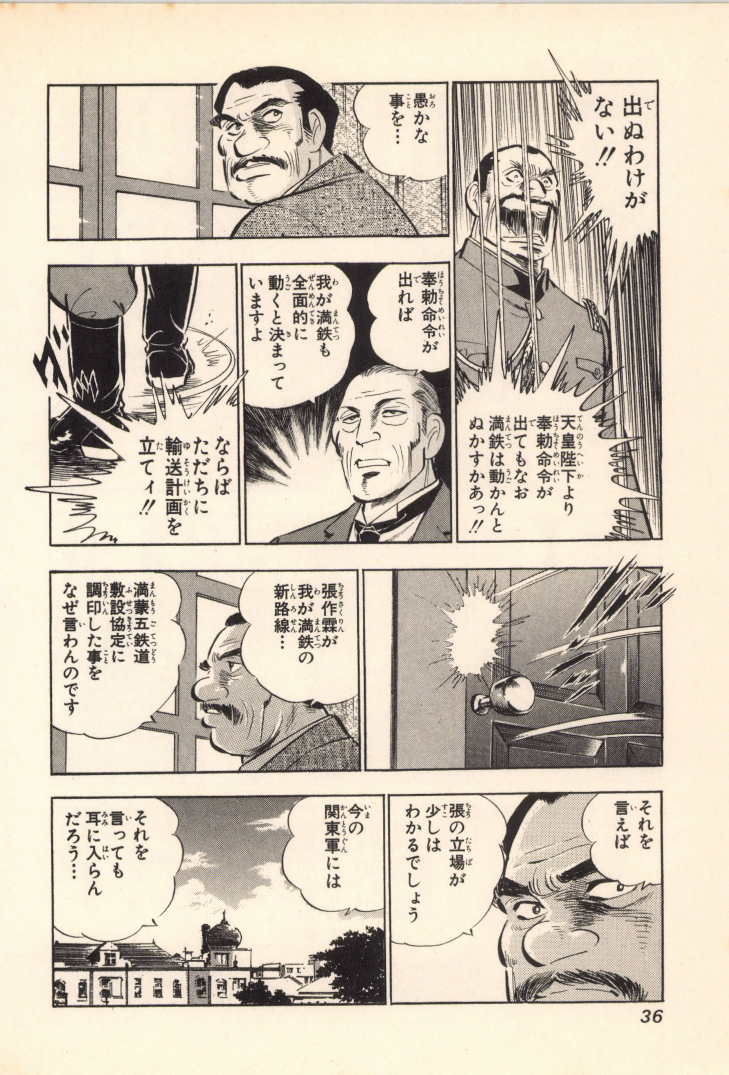 出ぬわけが
ない!!
天皇陛下より
奉勅命令が
出てもなお
満鉄は動かんと
ぬかすかあっ!!
愚かな
事を…
奉勅命令が
出れば
我が満鉄も
全面的に
動くと決まって
いますよ
ならば
ただちに
輸送計画を
立てィ!!
グ
張作霖が
我が満鉄の
新路線…
満蒙五鉄道
敷設協定に
調印した事を
なぜ言わんのです
それを
言えば
張の立場が
少しは
わかるでしょう
今の
関東軍には
それを
言っても
耳に入らん
だろう…
36